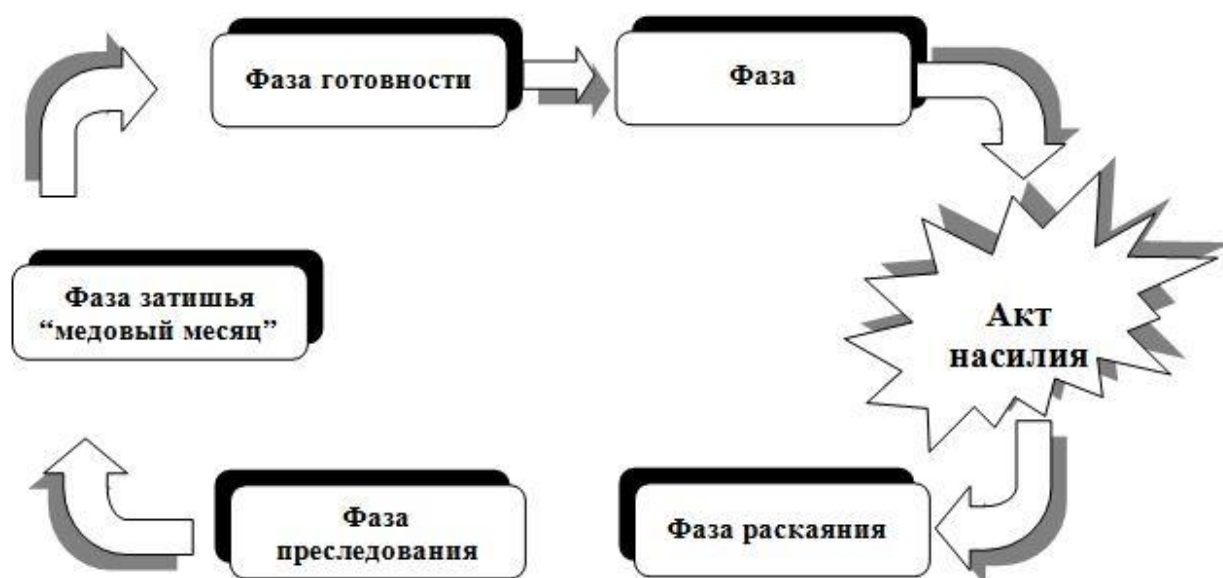 Фаза готовности
Фаза
Фаза затишья
“медовый месяц”
Акт
насилия
Фаза
преследования
Фаза раскаяния